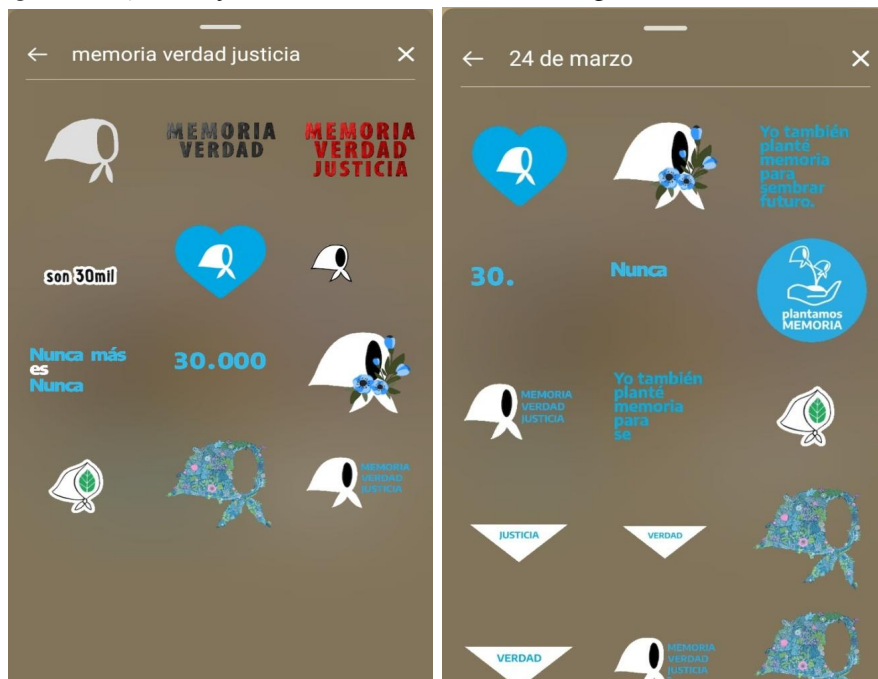 memoria verdad justicia
MEMORIA
VERDAD
MEMORIA
VERDAD
JUSTICIA
son 30mil
Nunca más
es
Nunca
30.000
MEMORIA
VERDAD
JUSTICIA
24 de marzo
Yo también
planté
memoria
para
sembrar
futuro.
30.
Nunca
plantamos
MEMORIA
MEMORIA
VERDAD
JUSTICIA
Yo también
planté
memoria
para
se
JUSTICIA
VERDAD
VERDAD
MEMORIA
VERDAD
JUSTICIA